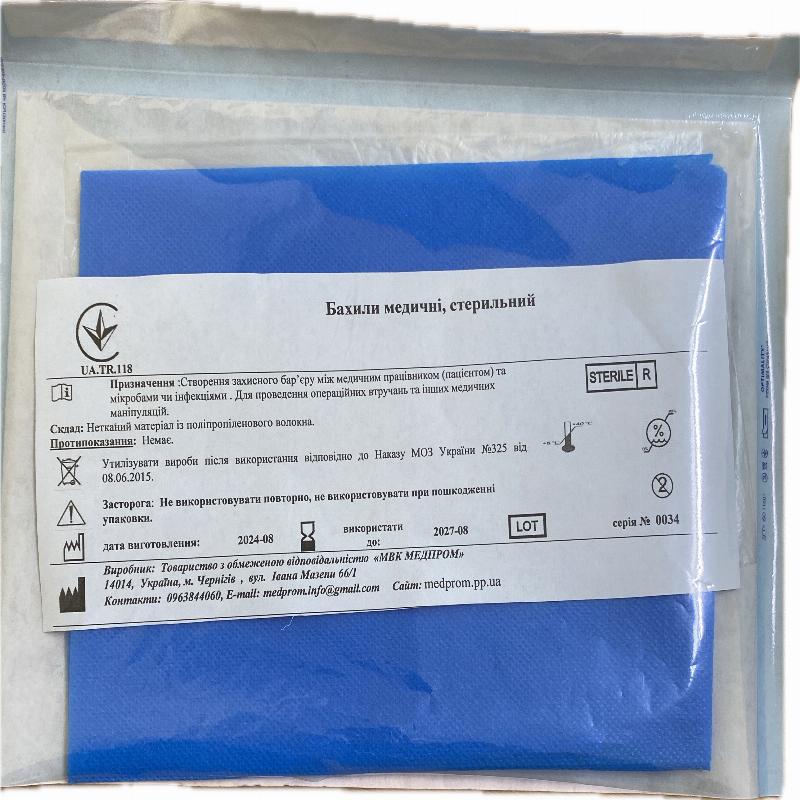 Бахили медичні, стерильний
UA.TR.118
Призначення :Створення захисного бар’єру між медичним працівником (пацієнтом) та
мікробами чи інфекціями . Для проведення операційних втручань та інших медичних
маніпуляцій.
STERILE R
Склад: Нетканий матеріал із поліпропіленового волокна.
Протипоказання: Немає.
Утилізувати вироби після використання відповідно до Наказу МОЗ України №325 від
08.06.2015.
Засторога: Не використовувати повторно, не використовувати при пошкодженні
упаковки.
2
дата виготовлення: 2024-08 використати
до: 2027-08 LOT серія № 0034
Виробник: Товариство з обмеженою відповідальністю «МВК МЕДПРОМ»
14014, Україна, м. Чернігів , вул. Івана Мазепи 66/1
Контакти: 0963844060, E-mail: medprom.info@gmail.com Сайт: medprom.pp.ua
OPTIMALITY